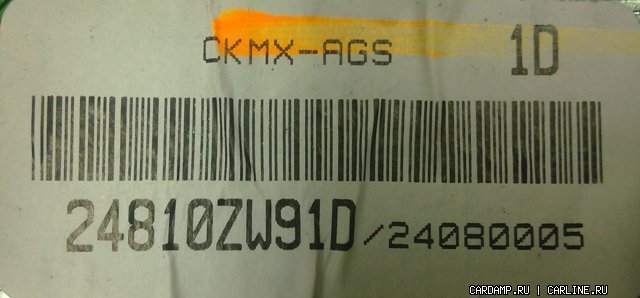 CKMX-AGS 1D
24810ZW91D/24080005
CARDAMP.RU | CARLINE.RU